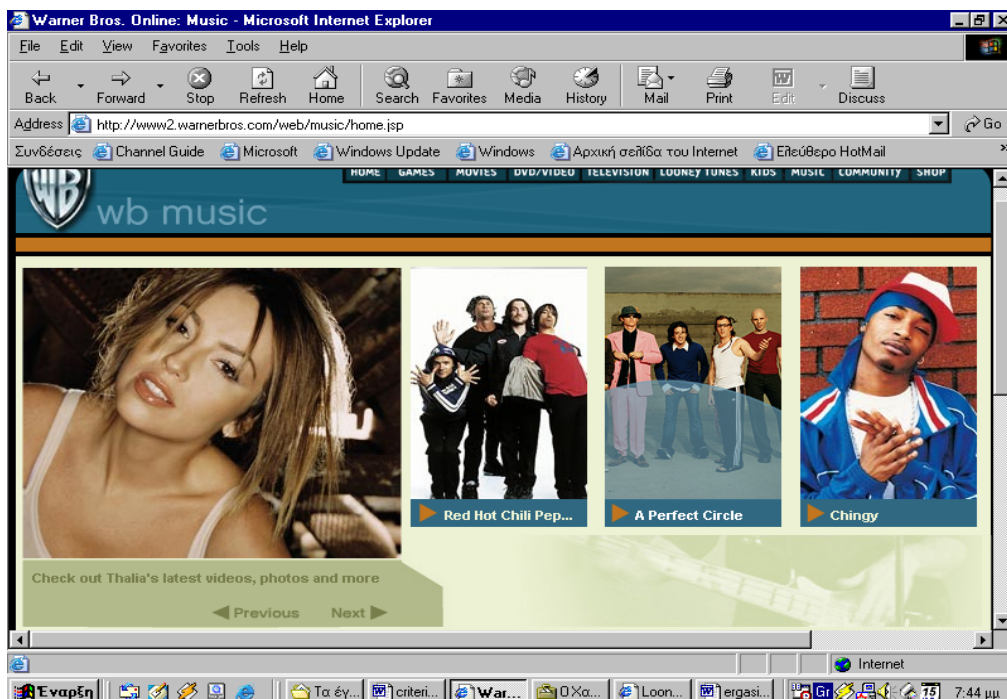 Warner Bros. Online: Music - Microsoft Internet Explorer
File Edit View Favorites Tools Help
Back Forward Stop Refresh Home Search Favorites Media History Mail Print Edit Discuss
Address http://www2.warnerbros.com/web/music/home.jsp Go
Συνδέσεις Channel Guide Microsoft Windows Update Windows Αρχική σελίδα του Internet Ελεύθερο HotMail »
HOME GAMES MOVIES DVD/VIDEO TELEVISION LOONEY TUNES KIDS MUSIC COMMUNITY SHOP
WB
wb music
Red Hot Chili Pep... A Perfect Circle Chingy
Check out Thalia's latest videos, photos and more
Previous Next
Internet
Έναρξη Τα έγ... criteri... War... Ο Χα... Loon... ergasi... Gr 15 7:44 μμ